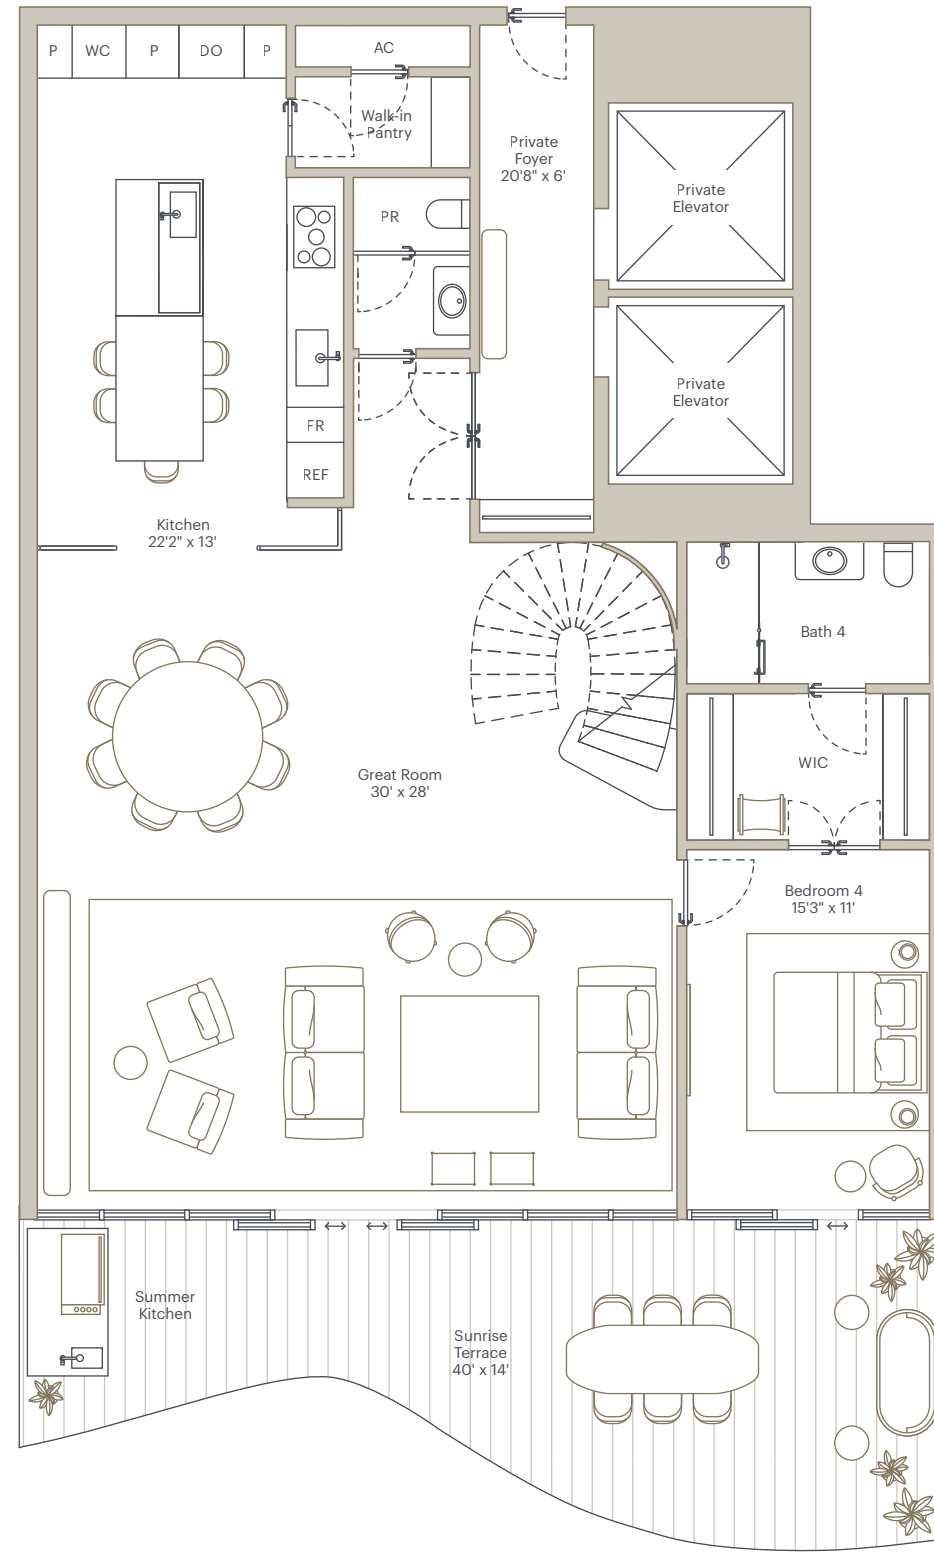 P
WC
P
DO
P
AC
Walk-in
Pantry
Private
Foyer
20'8" x 6'
Private
Elevator
PR
Private
Elevator
FR
REF
Kitchen
22'2" x 13'
Bath 4
Great Room
30' x 28'
WIC
Bedroom 4
15'3" x 11'
Summer
Kitchen
Sunrise
Terrace
40' x 14'